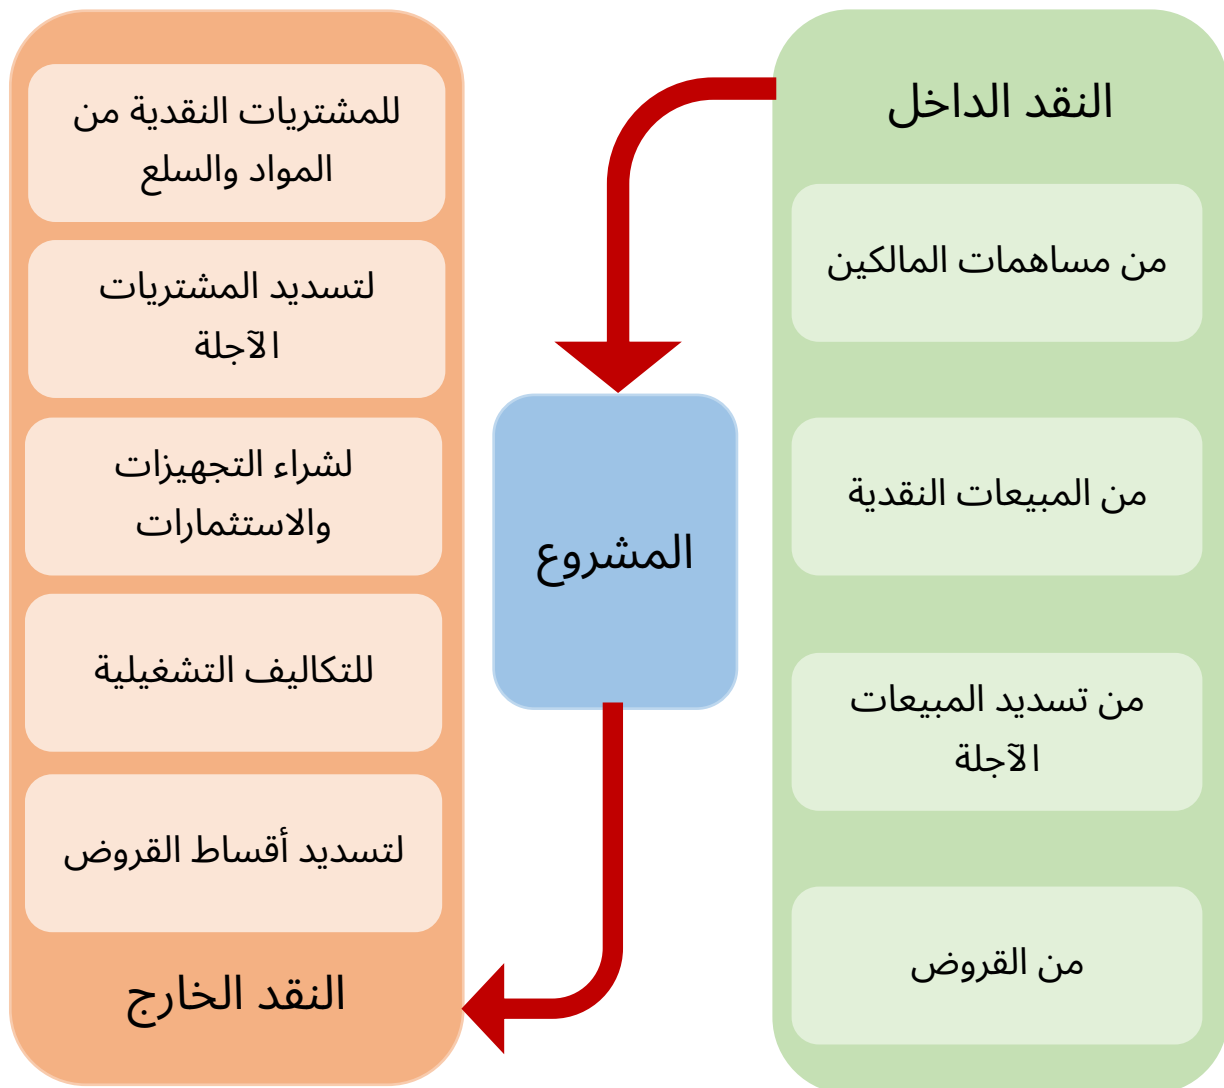 النقد الداخل
من مساهمات المالكين
من المبيعات النقدية
من تسديد المبيعات
الآجلة
من القروض
المشروع
للمشتريات النقدية من
المواد والسلع
لتسديد المشتريات
الآجلة
لشراء التجهيزات
والاستثمارات
للتكاليف التشغيلية
لتسديد أقساط القروض
النقد الخارج